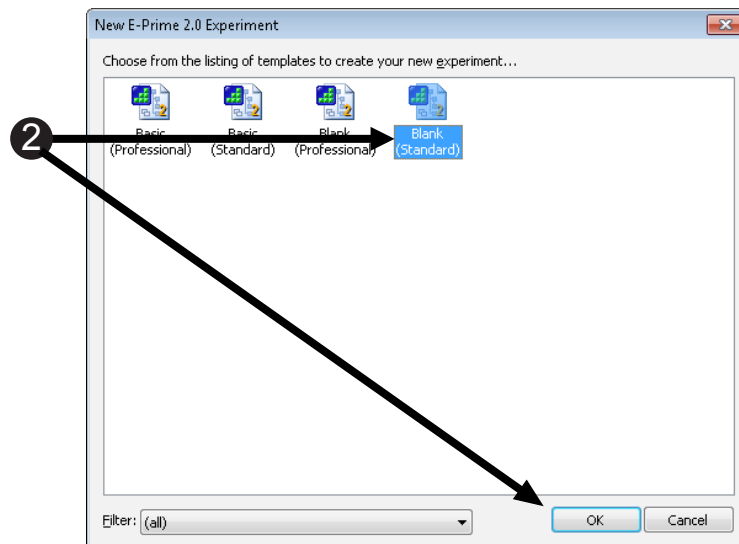 New E-Prime 2.0 Experiment
Choose from the listing of templates to create your new experiment...
Basic Basic Blank Blank
(Professional) (Standard) (Professional) (Standard)
2
Filter: (all) OK Cancel